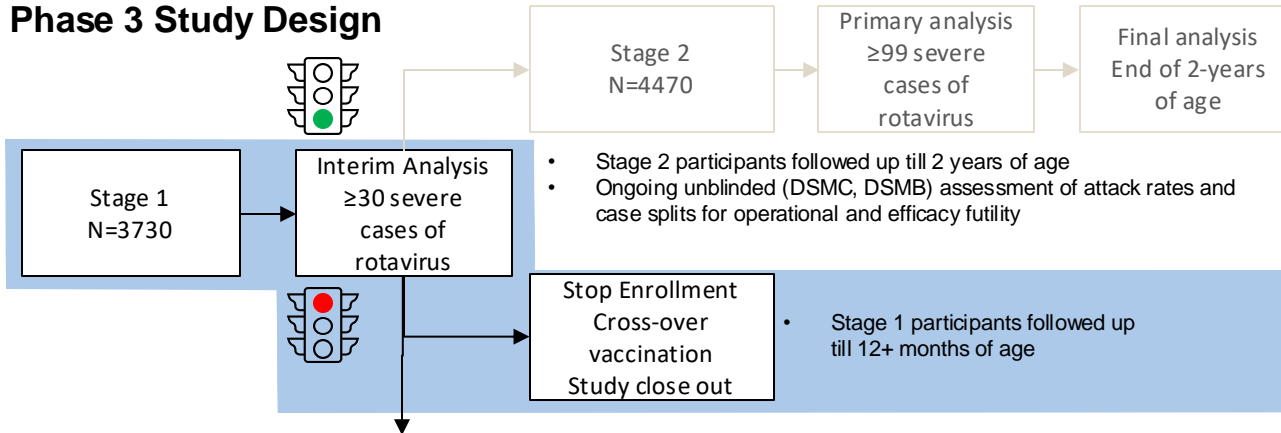 Phase 3 Study Design
Stage 2
N=4470
Primary analysis
≥99 severe
cases of
rotavirus
Final analysis
End of 2-years
of age
Stage 1
N=3730
Interim Analysis
≥30 severe
cases of
rotavirus
• Stage 2 participants followed up till 2 years of age
• Ongoing unblinded (DSMC, DSMB) assessment of attack rates and
case splits for operational and efficacy futility
Stop Enrollment
Cross-over
vaccination
Study close out
• Stage 1 participants followed up
till 12+ months of age